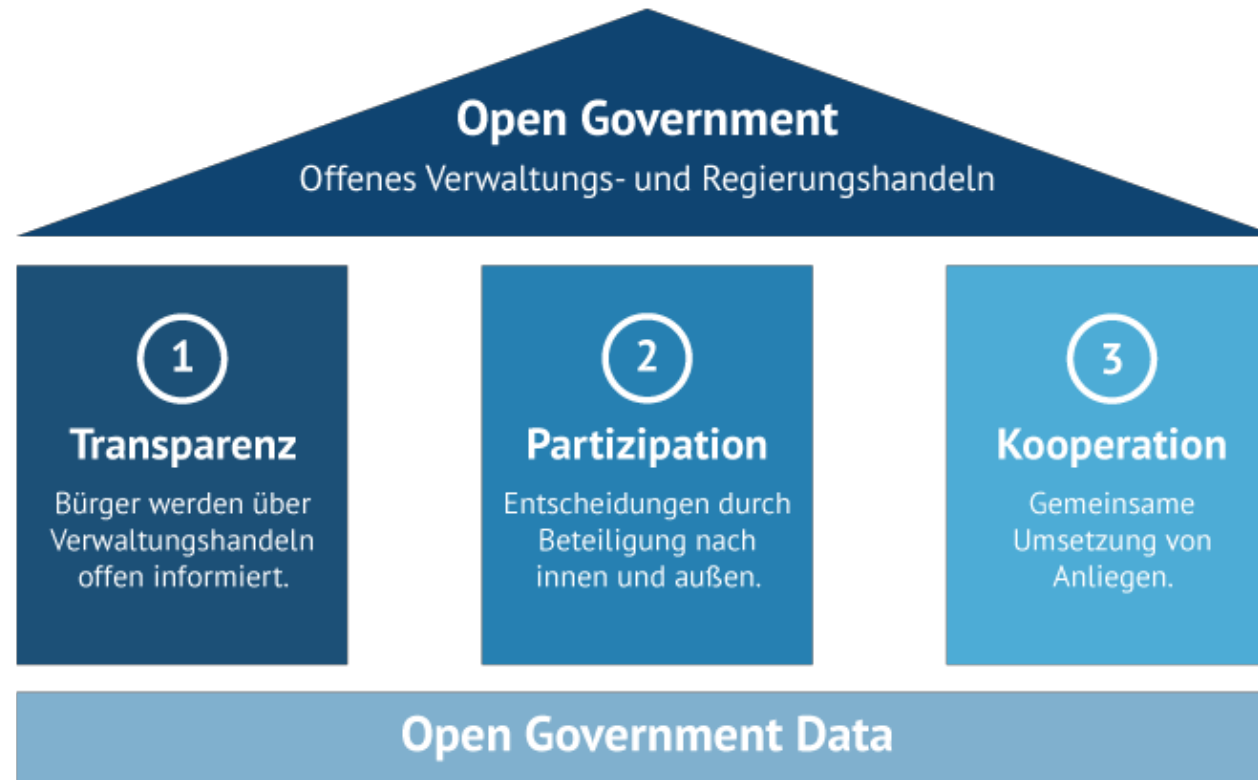 Open Government
Offenes Verwaltungs- und Regierungshandeln
1
Transparenz
Bürger werden über
Verwaltungshandeln
offen informiert.
2
Partizipation
Entscheidungen durch
Beteiligung nach
innen und außen.
3
Kooperation
Gemeinsame
Umsetzung von
Anliegen.
Open Government Data